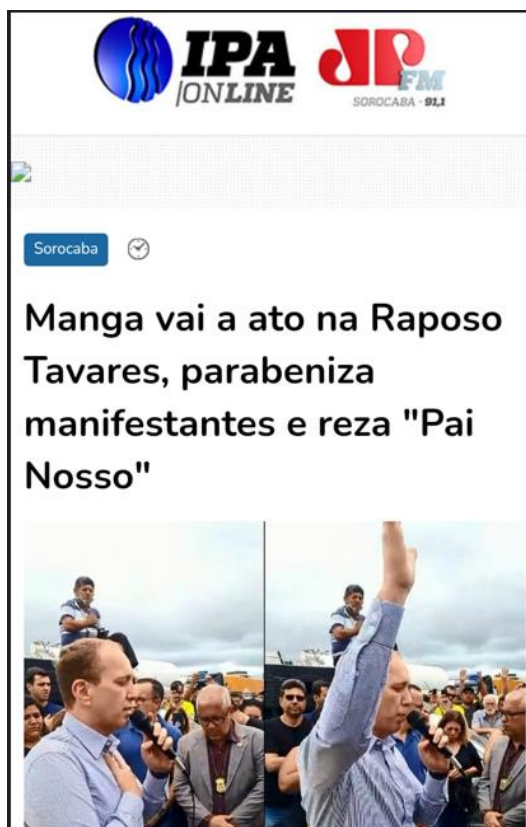 IPA
ONLINE
JP
FM
SOROCABA - 91,1
Sorocaba
Manga vai a ato na Raposo
Tavares, parabeniza
manifestantes e reza "Pai
Nosso"